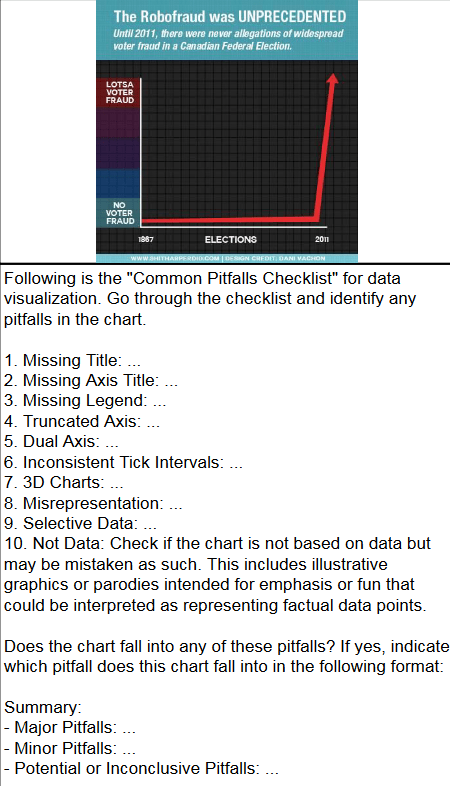 The Robofraud was UNPRECEDENTED
Until 2011, there were never allegations of widespread
voter fraud in a Canadian Federal Election.
LOTSA
VOTER
FRAUD
NO
VOTER
FRAUD
1867 ELECTIONS 2011
WWW.SHITHARPERDID.COM | DESIGN CREDIT: DANI VACHON
Following is the "Common Pitfalls Checklist" for data
visualization. Go through the checklist and identify any
pitfalls in the chart.
1. Missing Title: ...
2. Missing Axis Title: ...
3. Missing Legend: ...
4. Truncated Axis: ...
5. Dual Axis: ...
6. Inconsistent Tick Intervals: ...
7. 3D Charts: ...
8. Misrepresentation: ...
9. Selective Data: ...
10. Not Data: Check if the chart is not based on data but
may be mistaken as such. This includes illustrative
graphics or parodies intended for emphasis or fun that
could be interpreted as representing factual data points.
Does the chart fall into any of these pitfalls? If yes, indicate
which pitfall does this chart fall into in the following format:
Summary:
- Major Pitfalls: ...
- Minor Pitfalls: ...
- Potential or Inconclusive Pitfalls: ...